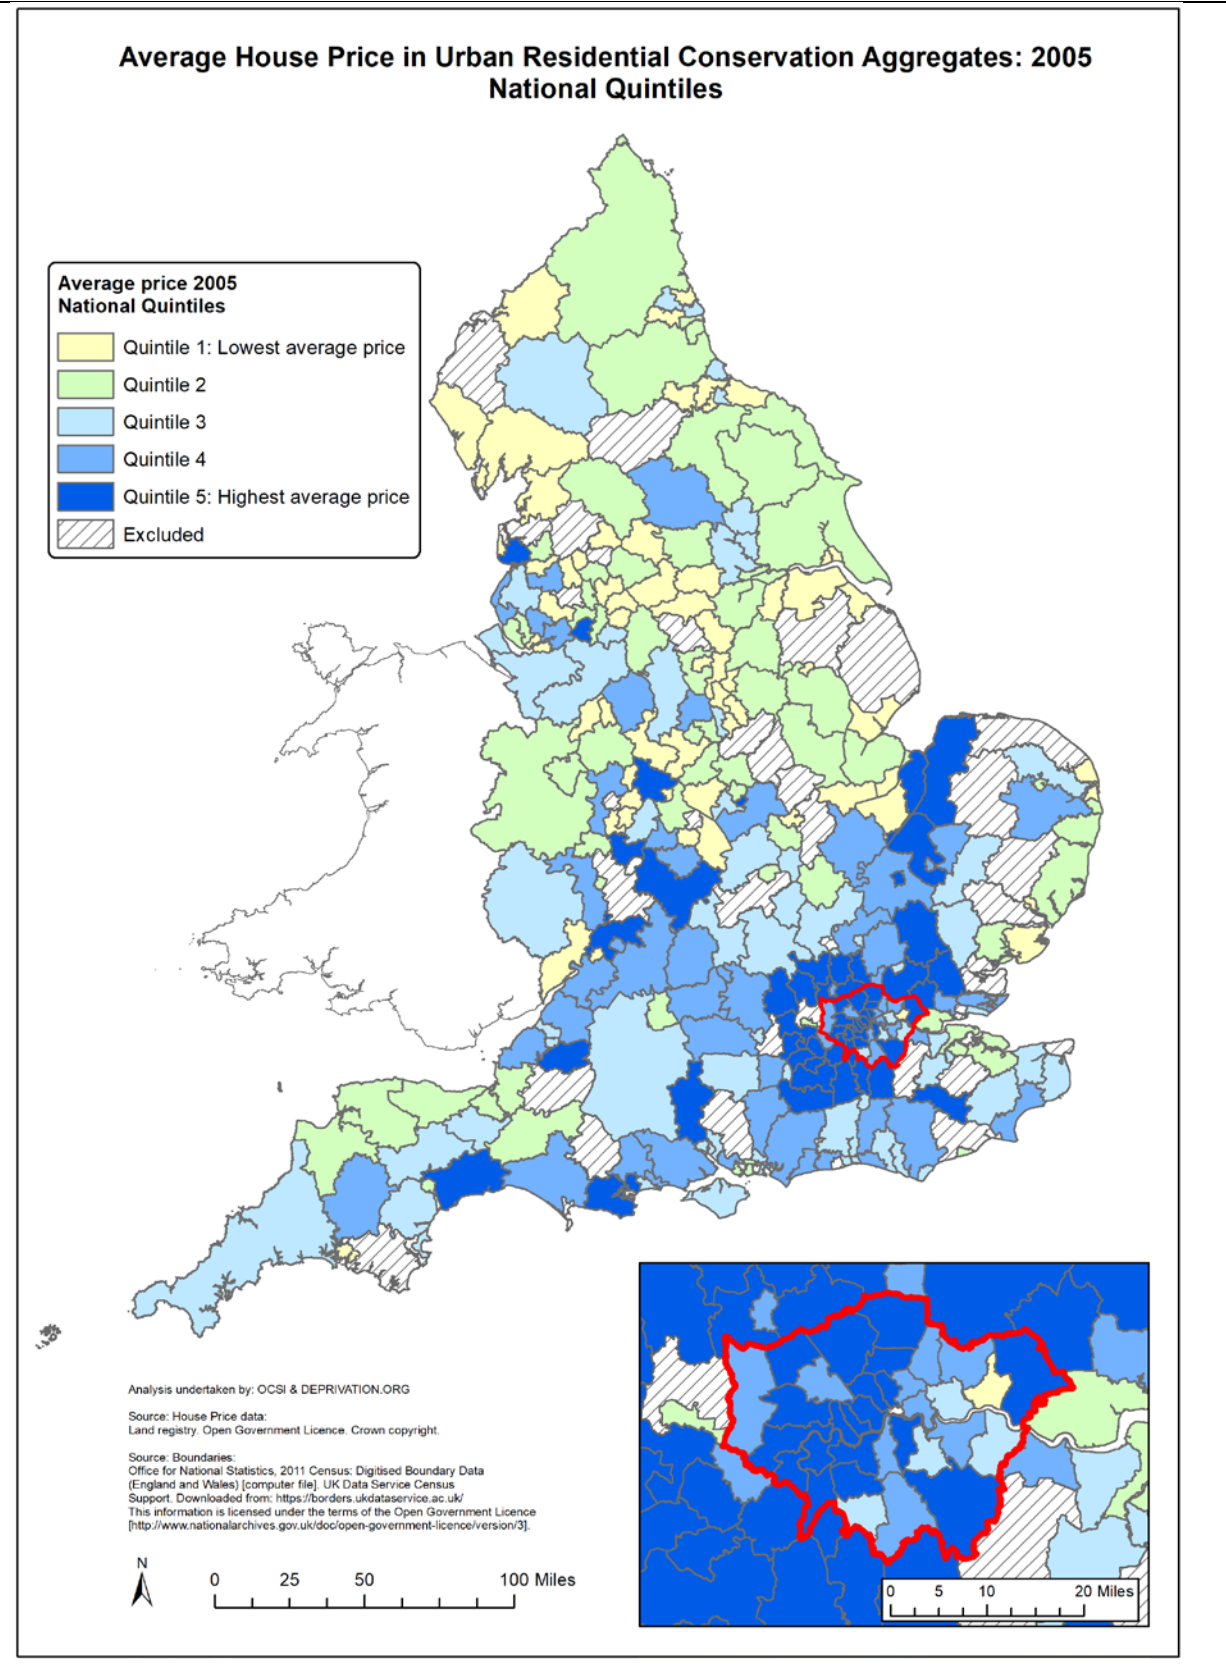 Average House Price in Urban Residential Conservation Aggregates: 2005
National Quintiles
Average price 2005
National Quintiles
Quintile 1: Lowest average price
Quintile 2
Quintile 3
Quintile 4
Quintile 5: Highest average price
Excluded
Analysis undertaken by: OCSI & DEPRIVATION.ORG
Source: House Price data:
Land registry. Open Government Licence. Crown copyright.
Source: Boundaries:
Office for National Statistics, 2011 Census: Digitised Boundary Data
(England and Wales) [computer file]. UK Data Service Census
Support. Downloaded from: https://borders.ukdataservice.ac.uk/
This information is licensed under the terms of the Open Government Licence
[http://www.nationalarchives.gov.uk/doc/open-government-licence/version/3].
N
0 25 50 100 Miles
0 5 10 20 Miles